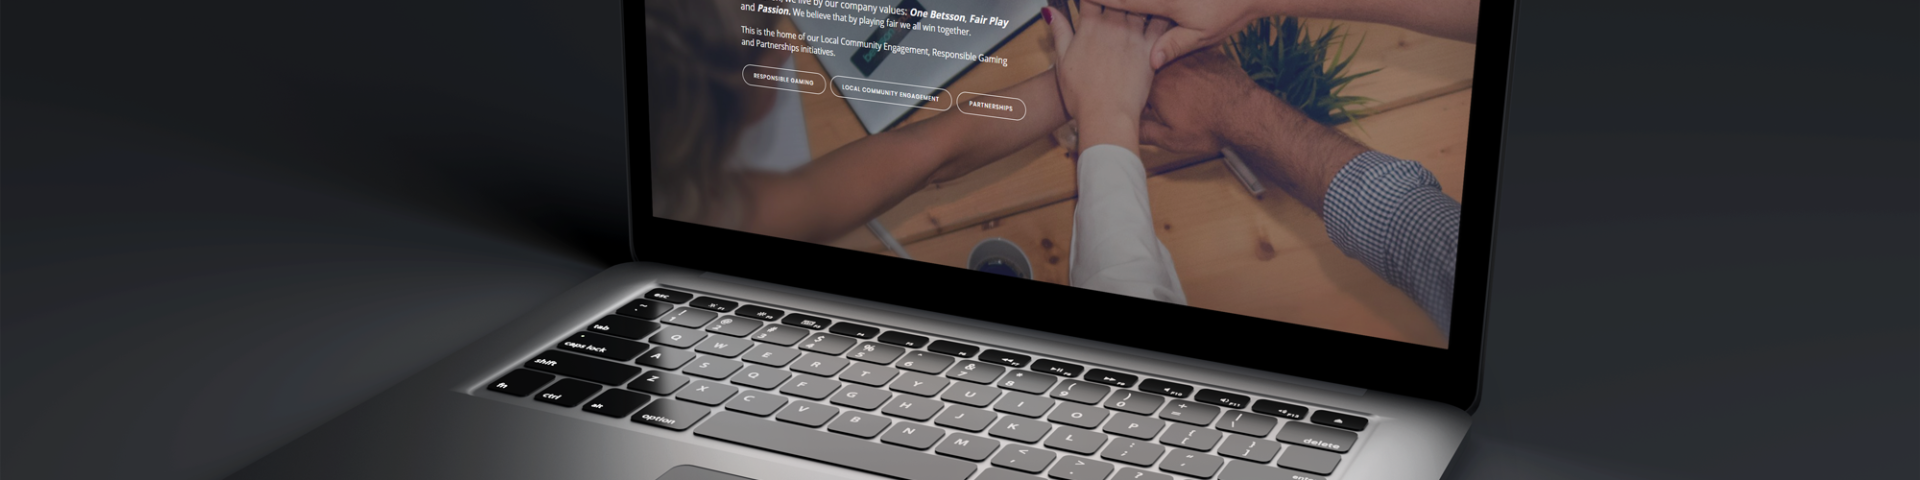 we live by our company values: One Betsson, Fair Play
and Passion. We believe that by playing fair we all win together.
This is the home of our Local Community Engagement, Responsible Gaming
and Partnerships initiatives.
RESPONSIBLE GAMING
LOCAL COMMUNITY ENGAGEMENT
PARTNERSHIPS
esc
tab
caps lock
shift
fn ctrl alt option
Q W E R T Y U I O P
A S F G H J K L
Z X C V B N M
delete